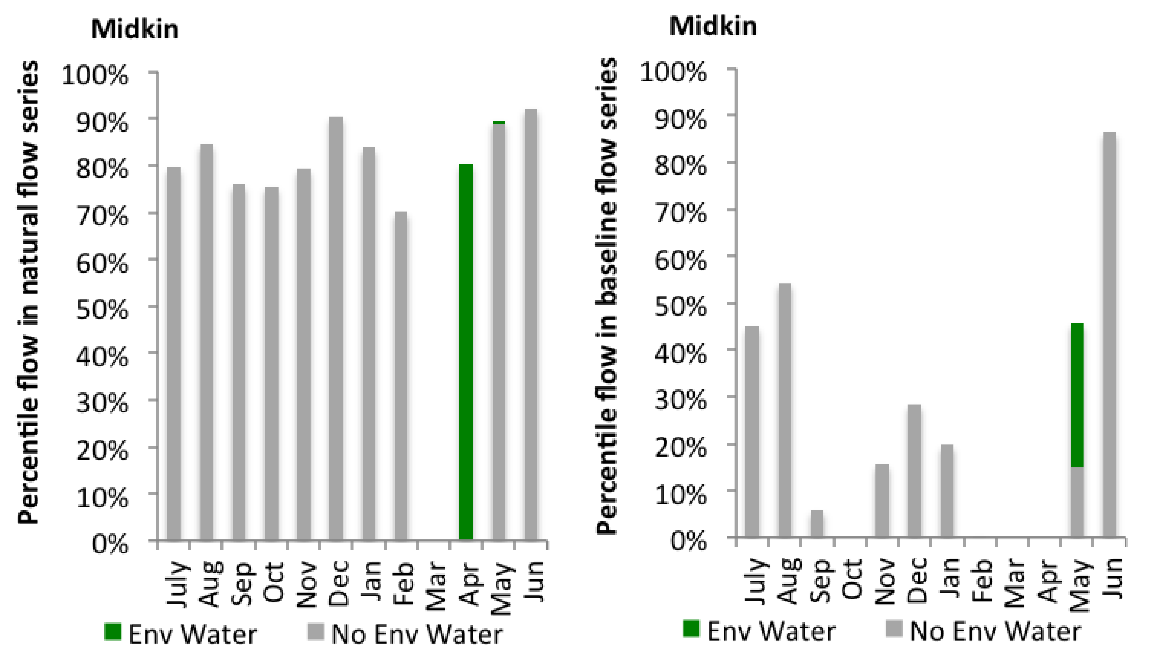 Midkin
Percentile flow in natural flow series
100%
90%
80%
70%
60%
50%
40%
30%
20%
10%
0%
July
Aug
Sep
Oct
Nov
Dec
Jan
Feb
Mar
Apr
May
Jun
Env Water
No Env Water
Midkin
Percentile flow in baseline flow series
100%
90%
80%
70%
60%
50%
40%
30%
20%
10%
0%
July
Aug
Sep
Oct
Nov
Dec
Jan
Feb
Mar
Apr
May
Jun
Env Water
No Env Water